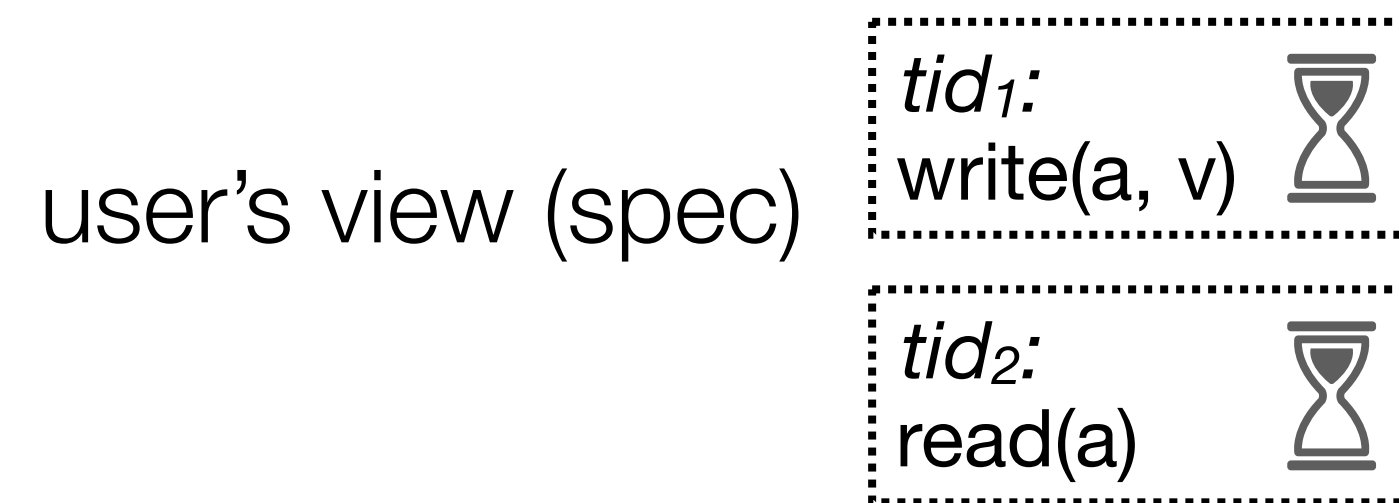 user’s view (spec)
tid₁:
write(a, v)
tid₂:
read(a)